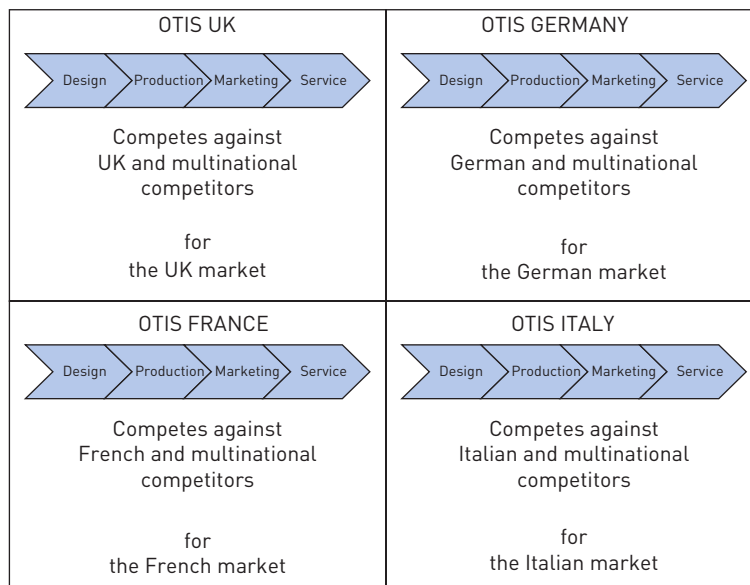 OTIS UK
Design Production Marketing Service
Competes against
UK and multinational
competitors
for
the UK market
OTIS GERMANY
Design Production Marketing Service
Competes against
German and multinational
competitors
for
the German market
OTIS FRANCE
Design Production Marketing Service
Competes against
French and multinational
competitors
for
the French market
OTIS ITALY
Design Production Marketing Service
Competes against
Italian and multinational
competitors
for
the Italian market